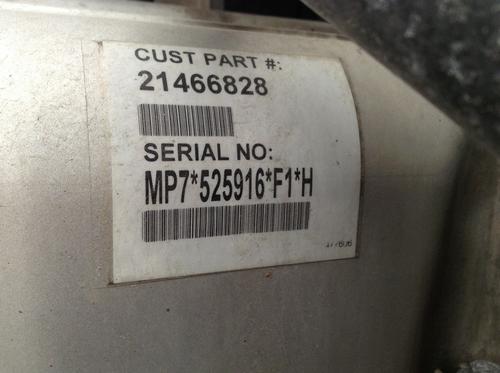 CUST PART #:
21466828
SERIAL NO:
MP7*525916*F1*H